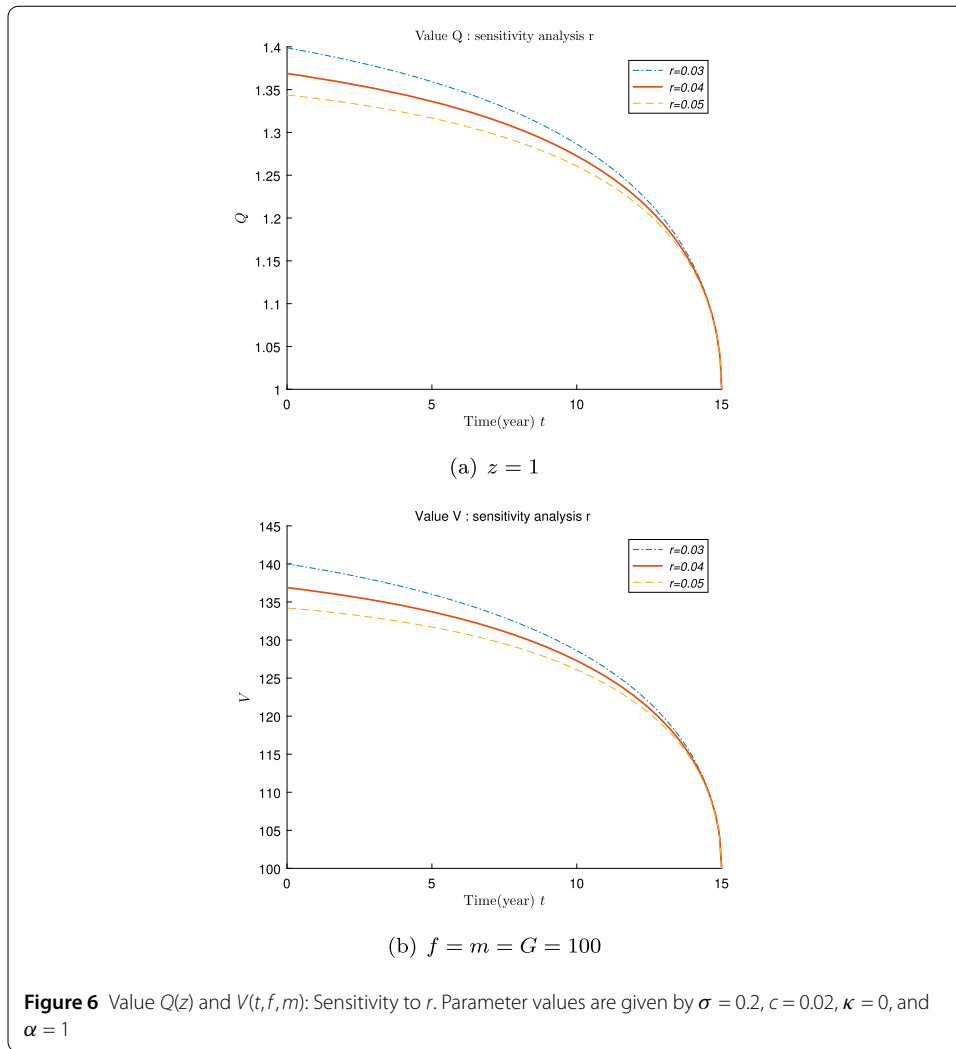 Value Q : sensitivity analysis r
1.4
1.35
1.3
1.25
1.2
1.15
1.1
1.05
1
Q
r=0.03
r=0.04
r=0.05
0
5
10
15
Time(year) t
(a) z = 1
Value V : sensitivity analysis r
145
140
135
130
125
120
115
110
105
100
V
r=0.03
r=0.04
r=0.05
0
5
10
15
Time(year) t
(b) f = m = G = 100
Figure 6 Value Q(z) and V(t, f, m): Sensitivity to r. Parameter values are given by σ = 0.2, c = 0.02, κ = 0, and
α = 1